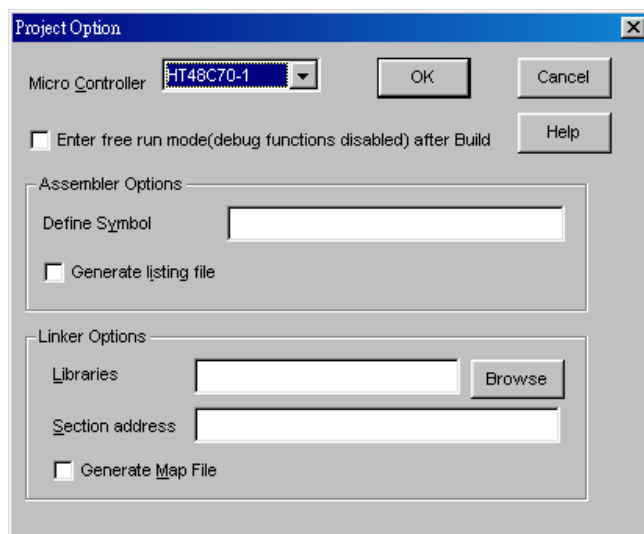 Project Option
Micro Controller HT48C70-1 OK Cancel
Enter free run mode(debug functions disabled) after Build Help
Assembler Options
Define Symbol
Generate listing file
Linker Options
Libraries Browse
Section address
Generate Map File